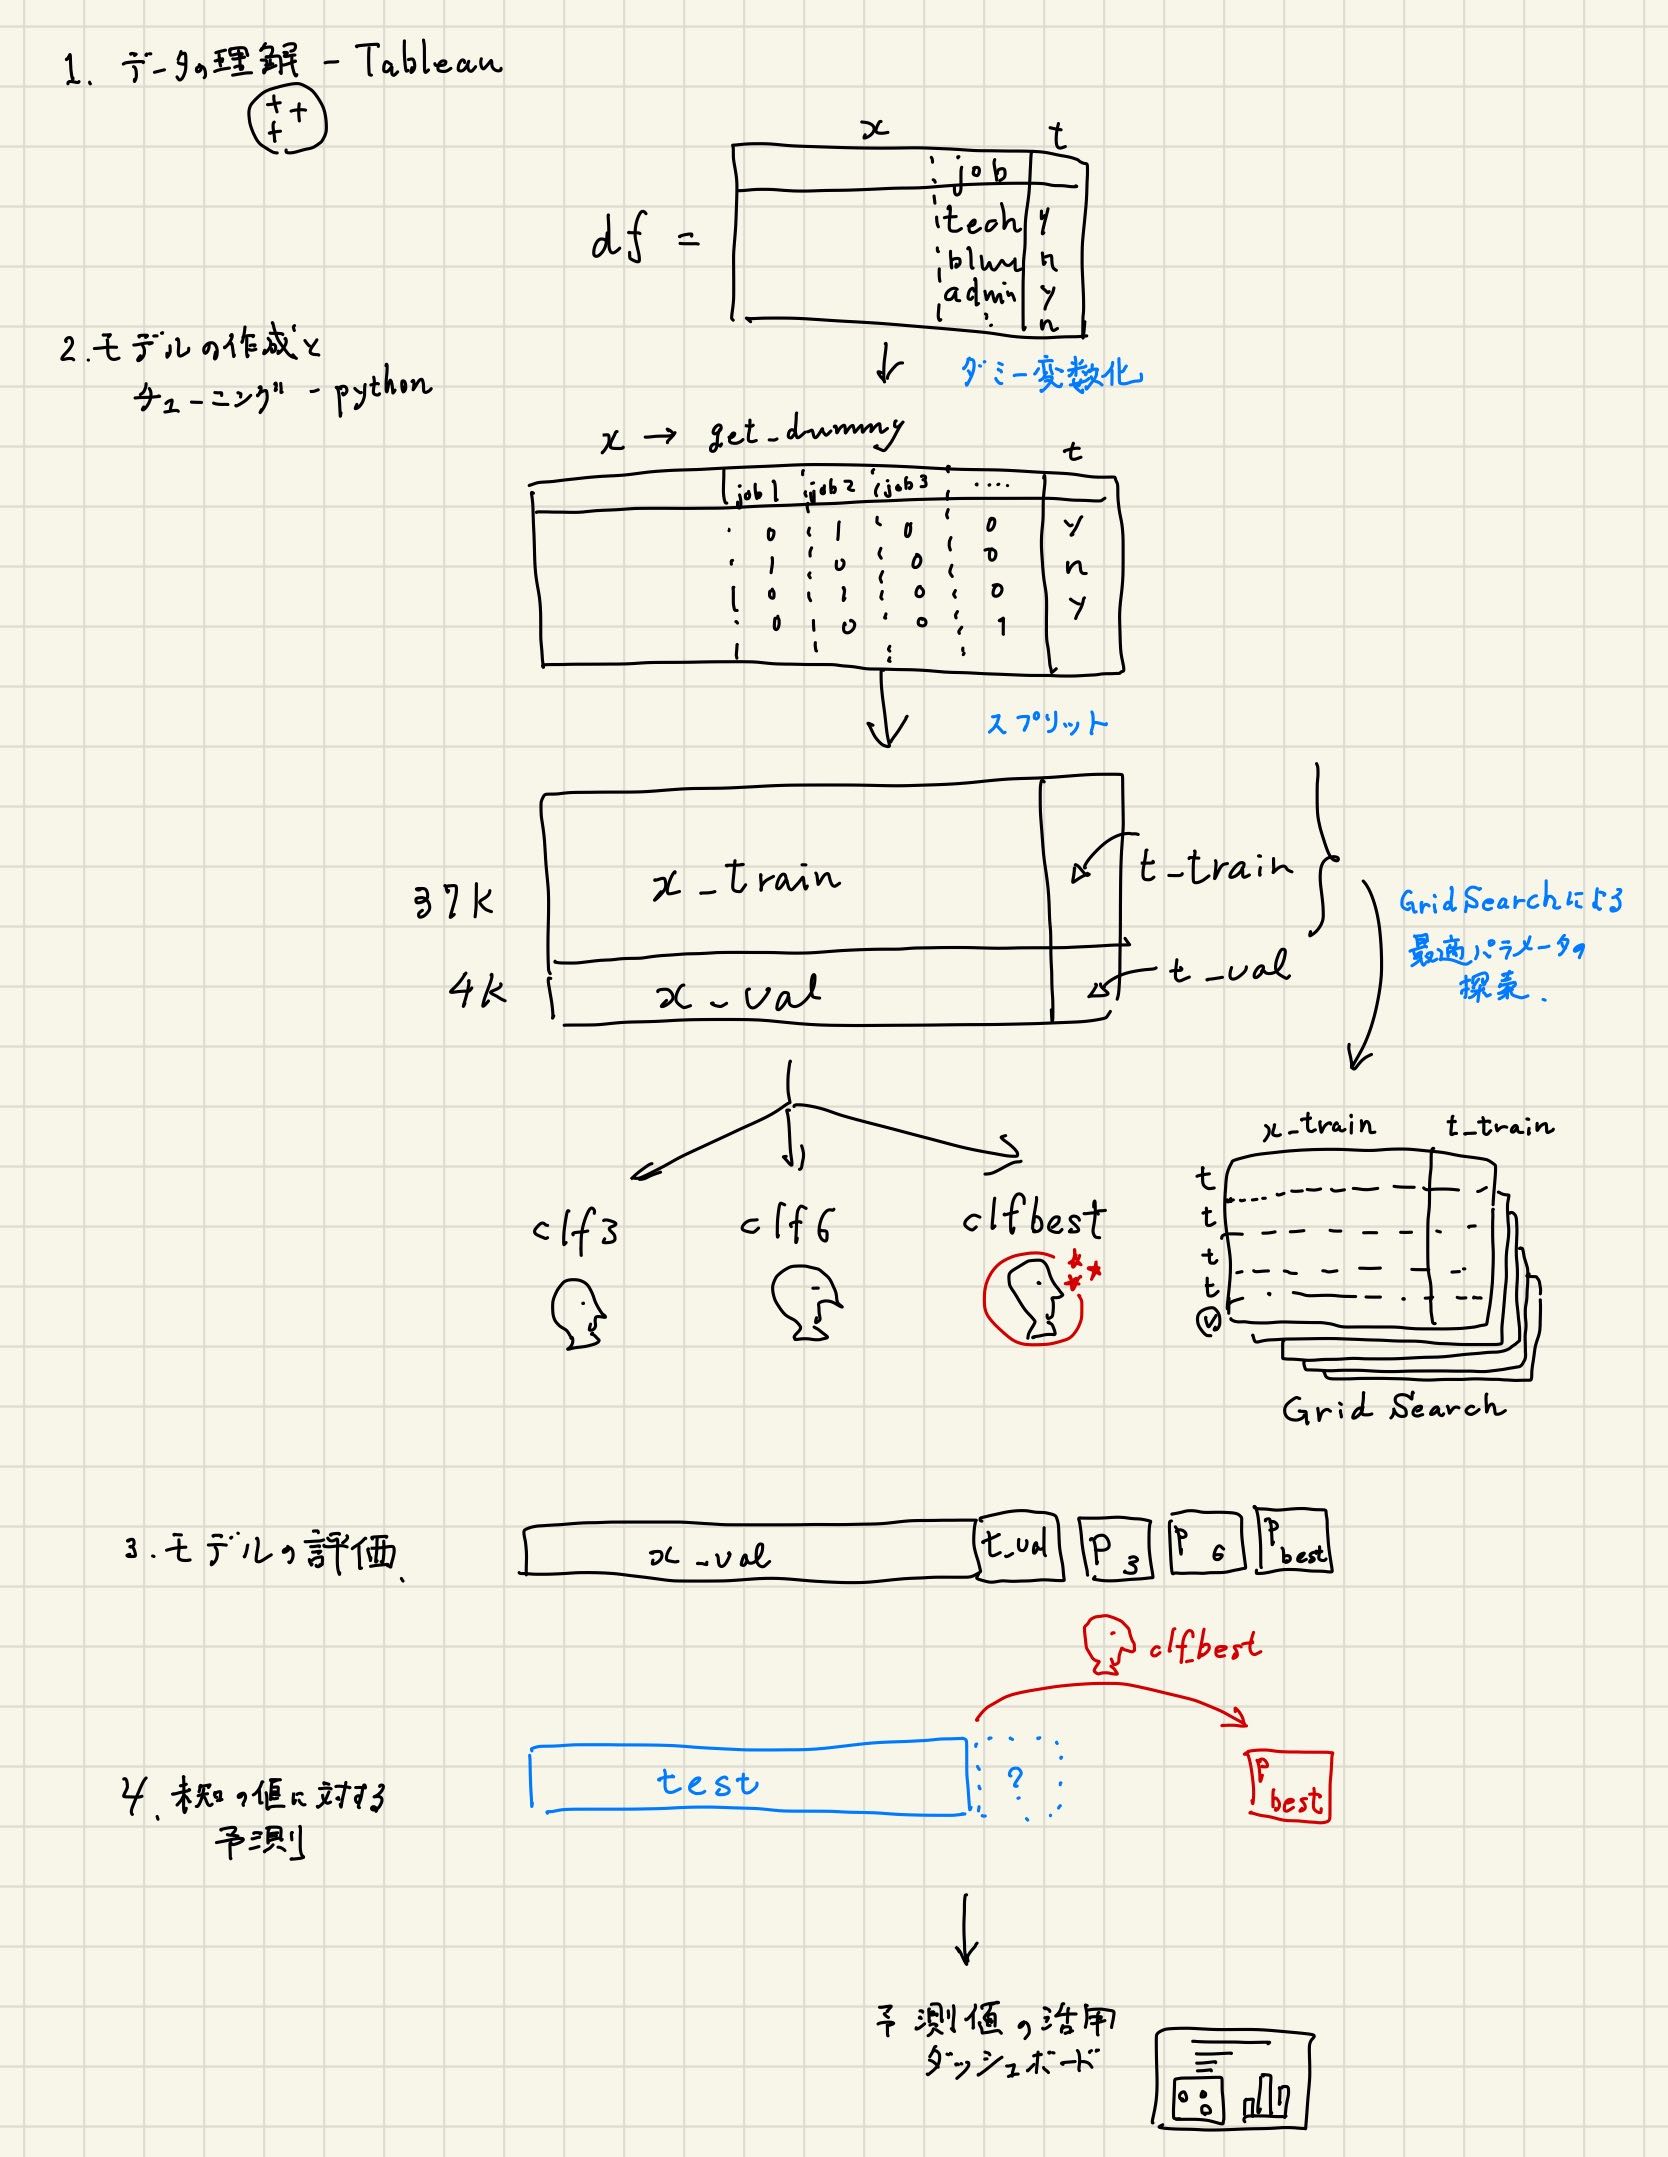 1. データの理解 - Tableau
+ +
+
x t
job
df =
tech y
n
admin y
n
2. モデルの作成と
チューニング - python
ダミー変数化
x → get_dummy
t
job1 job2 job3 ....
0 1 0 0 y
1 0 0 0 n
0 1 0 0 y
0 0 0 1
スプリット
x_train
t_train
37K
4K
x_val
t_val
GridSearchによる
最適パラメータの
探索.
clf3 clf6 clfbest
x_train t_train
t
t
t
t
v
Grid Search
3. モデルの評価.
x_val t_val P3 P6 Pbest
clfbest
4. 未知の値に対する
予測
test ?
Pbest
予測値の活用
ダッシュボード